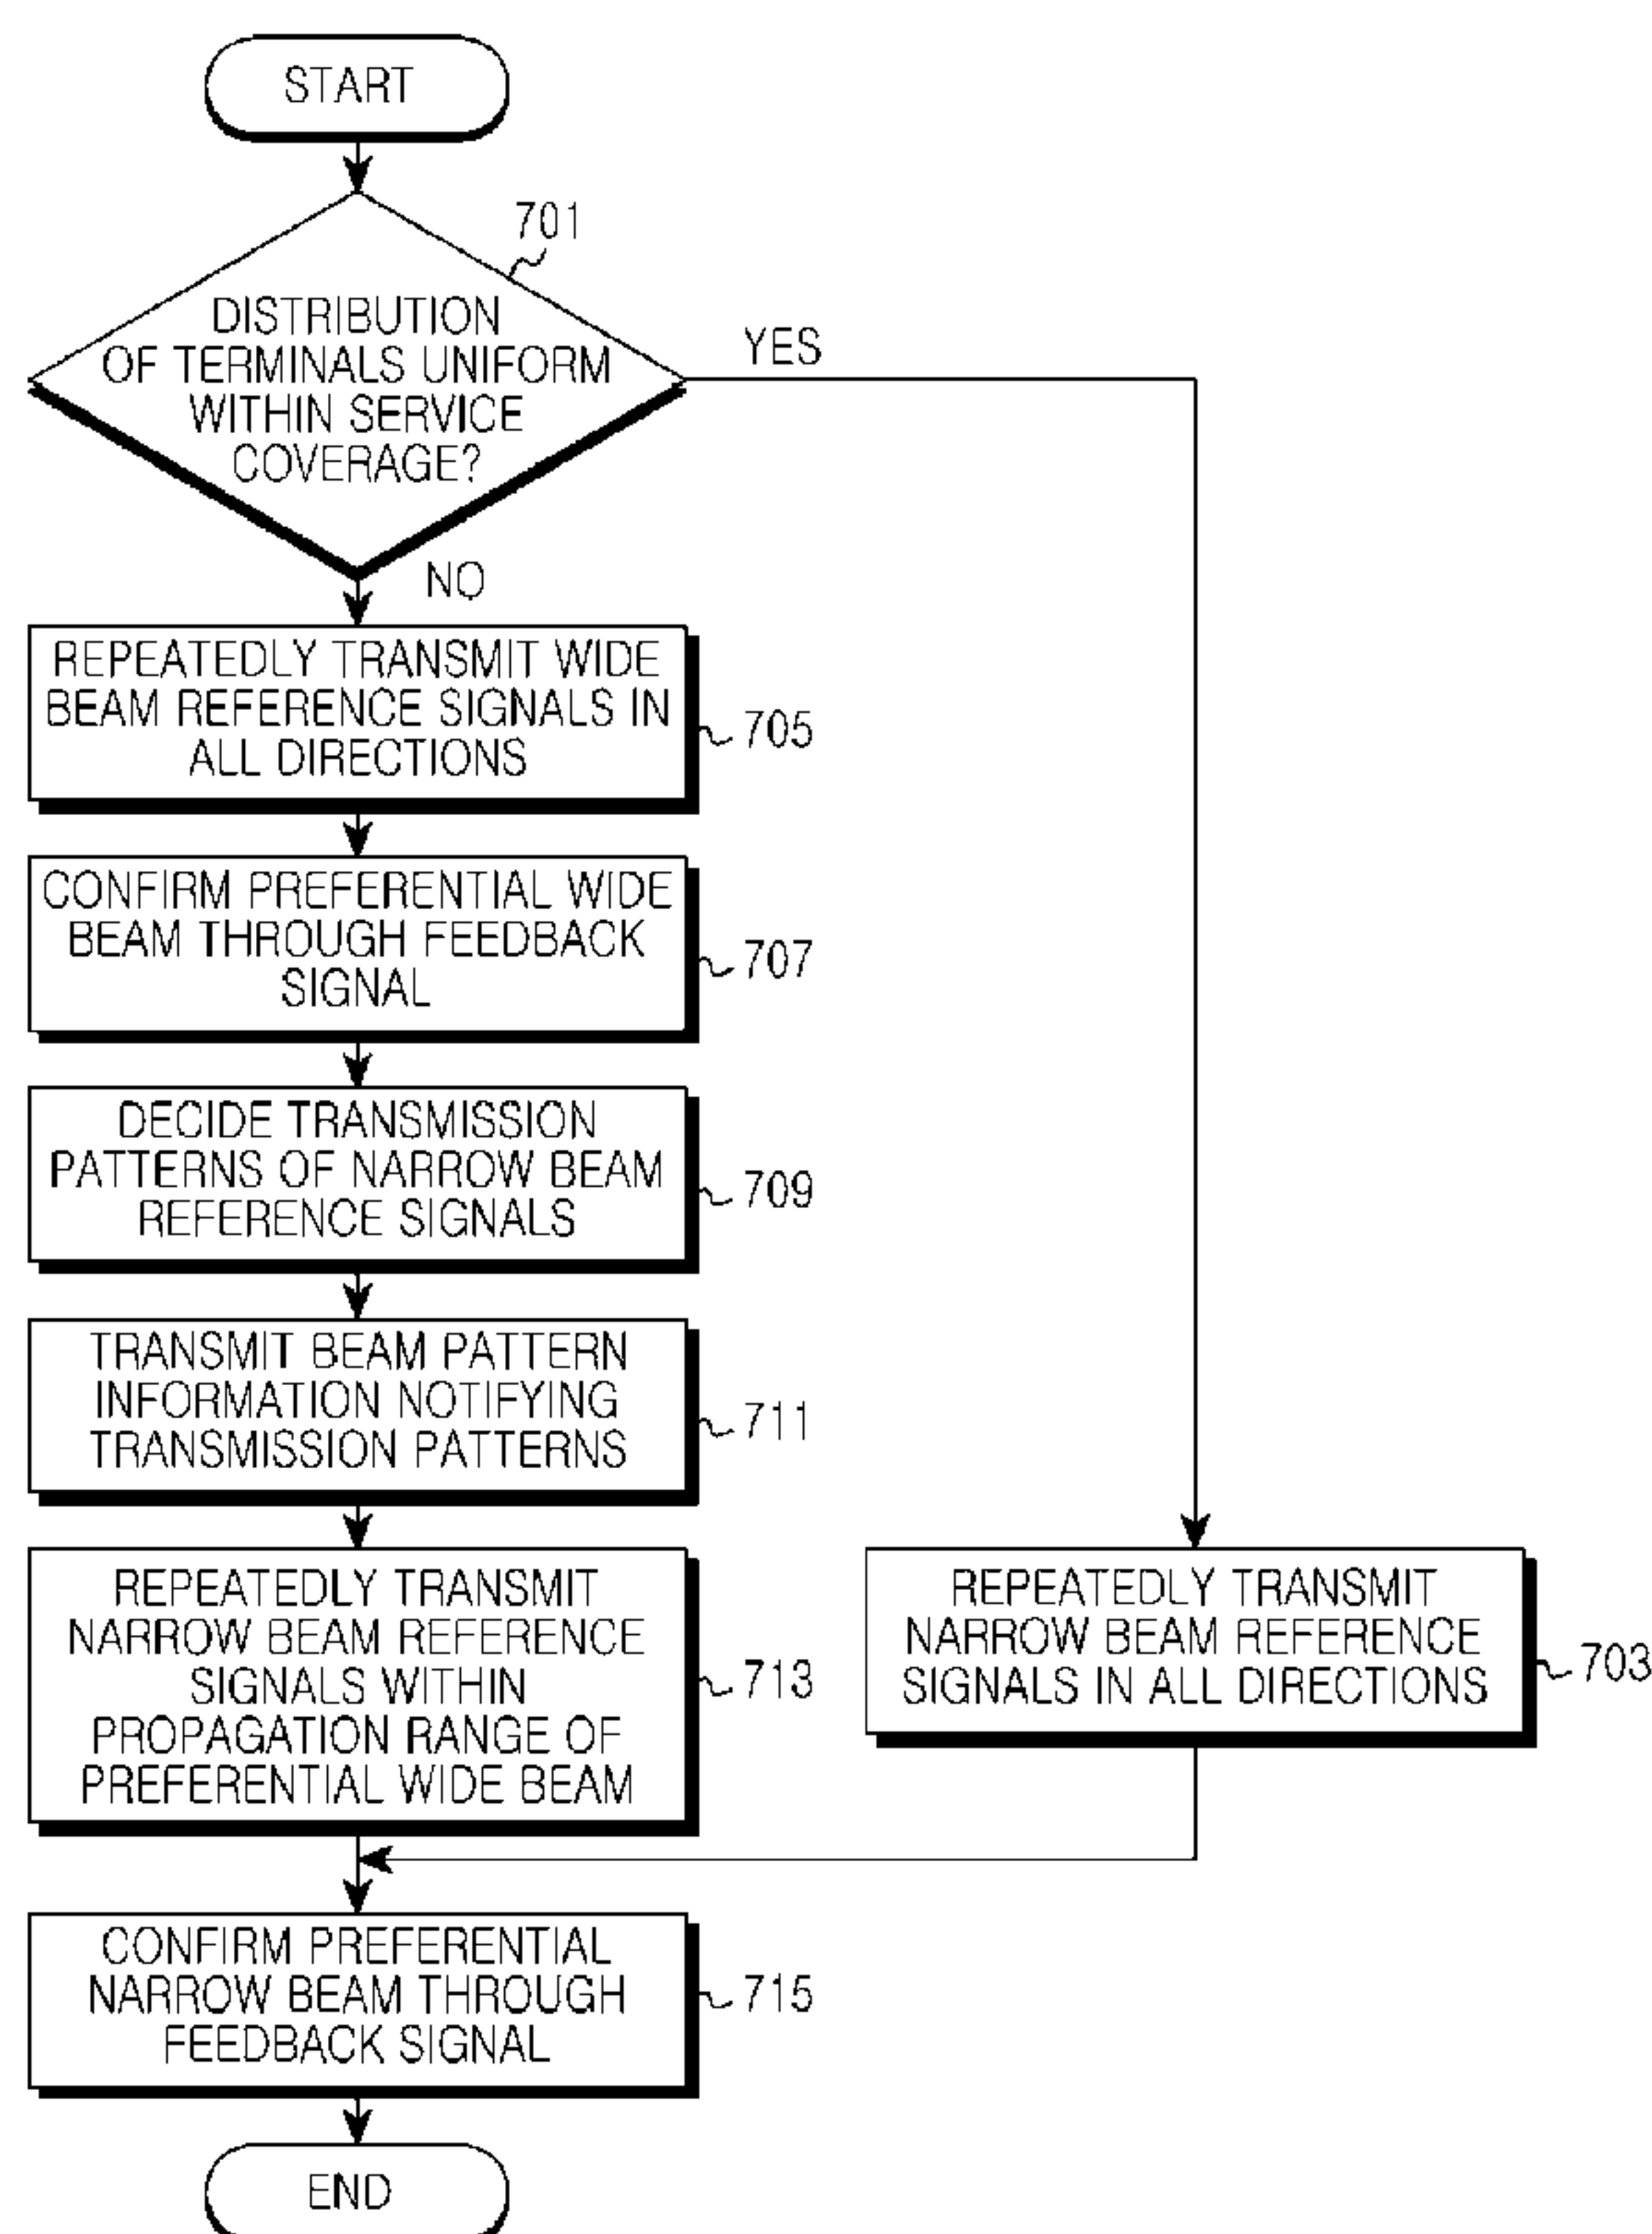 START
701
DISTRIBUTION
OF TERMINALS UNIFORM
WITHIN SERVICE
COVERAGE?
YES
NO
REPEATEDLY TRANSMIT WIDE
BEAM REFERENCE SIGNALS IN
ALL DIRECTIONS
705
CONFIRM PREFERENTIAL WIDE
BEAM THROUGH FEEDBACK
SIGNAL
707
DECIDE TRANSMISSION
PATTERNS OF NARROW BEAM
REFERENCE SIGNALS
709
TRANSMIT BEAM PATTERN
INFORMATION NOTIFYING
TRANSMISSION PATTERNS
711
REPEATEDLY TRANSMIT
NARROW BEAM REFERENCE
SIGNALS WITHIN
PROPAGATION RANGE OF
PREFERENTIAL WIDE BEAM
713
REPEATEDLY TRANSMIT
NARROW BEAM REFERENCE
SIGNALS IN ALL DIRECTIONS
703
CONFIRM PREFERENTIAL
NARROW BEAM THROUGH
FEEDBACK SIGNAL
715
END